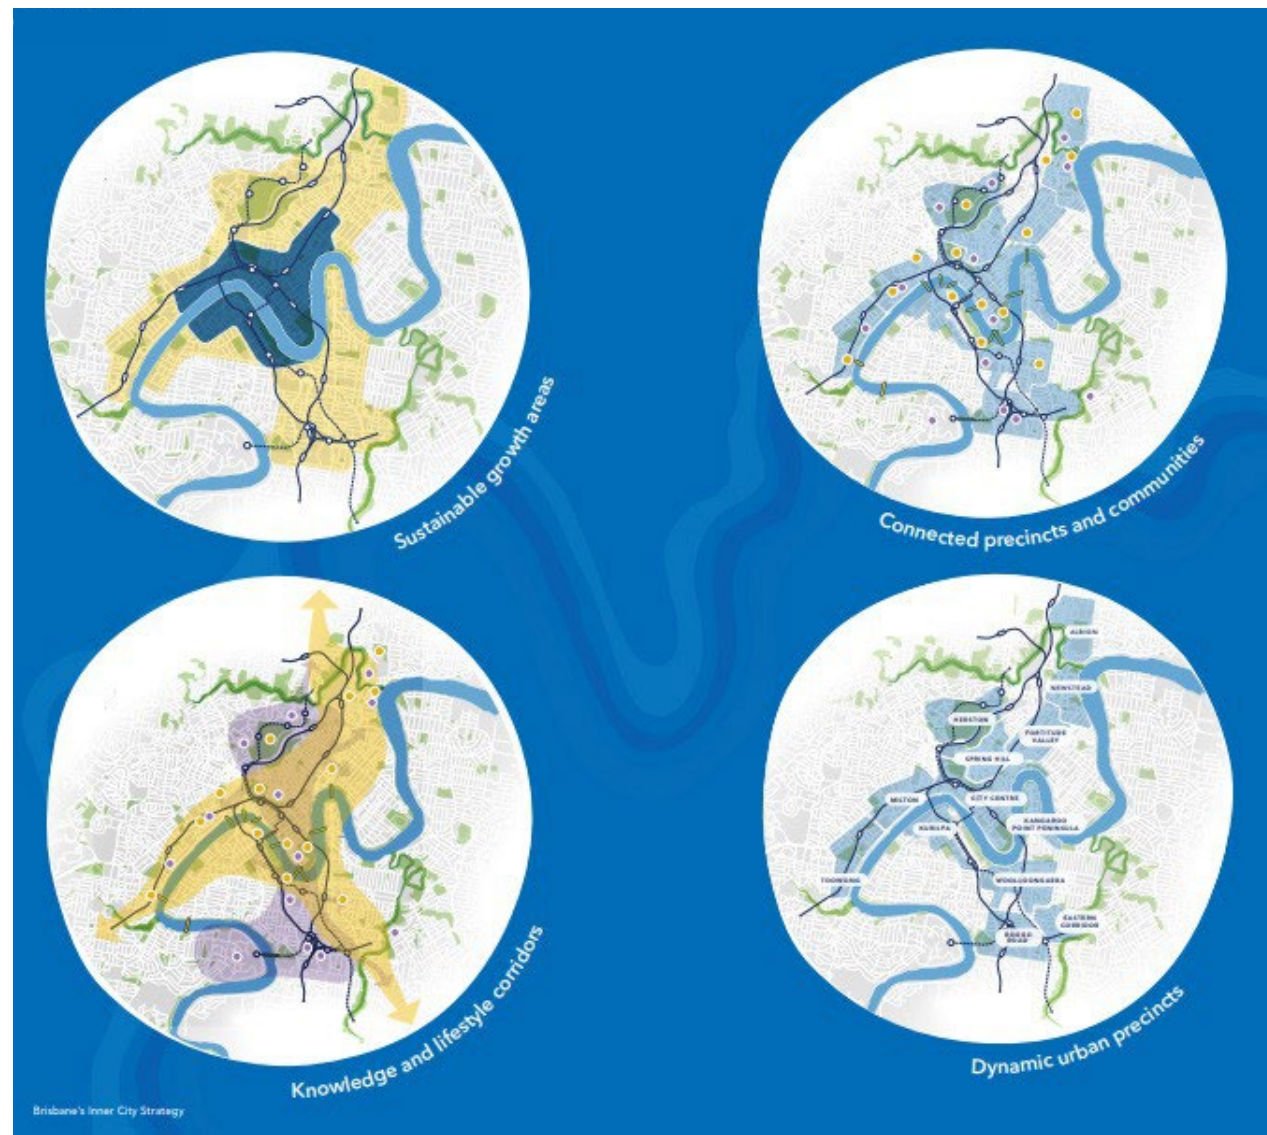 Sustainable growth areas
Connected precincts and communities
Knowledge and lifestyle corridors
ALBION
NEWSTEAD
HERSTON
FORTITUDE
VALLEY
SPRING HILL
MILTON
CITY CENTRE
KURILPA
KANGAROO
POINT PENINSULA
TOOWONG
WOOLLOONGABBA
EASTERN
CORRIDOR
BOGGO
ROAD
Dynamic urban precincts
Brisbane's Inner City Strategy